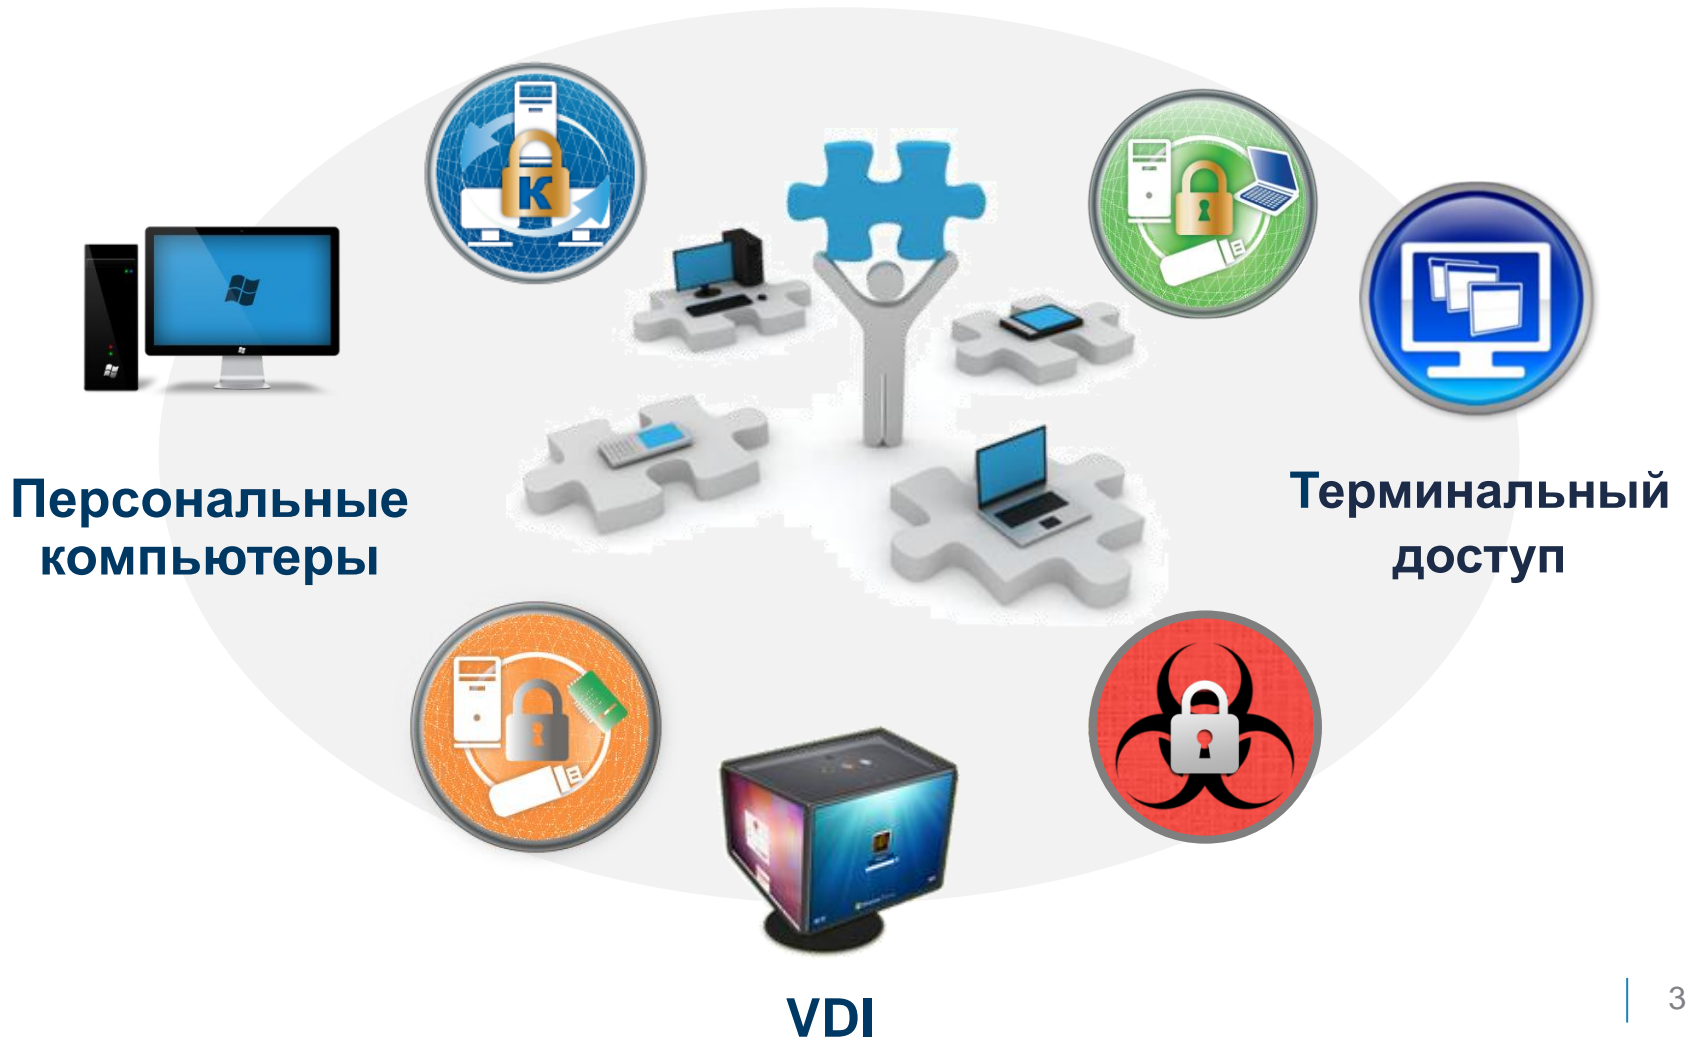 К
Персональные
компьютеры
Терминальный
доступ
VDI
3